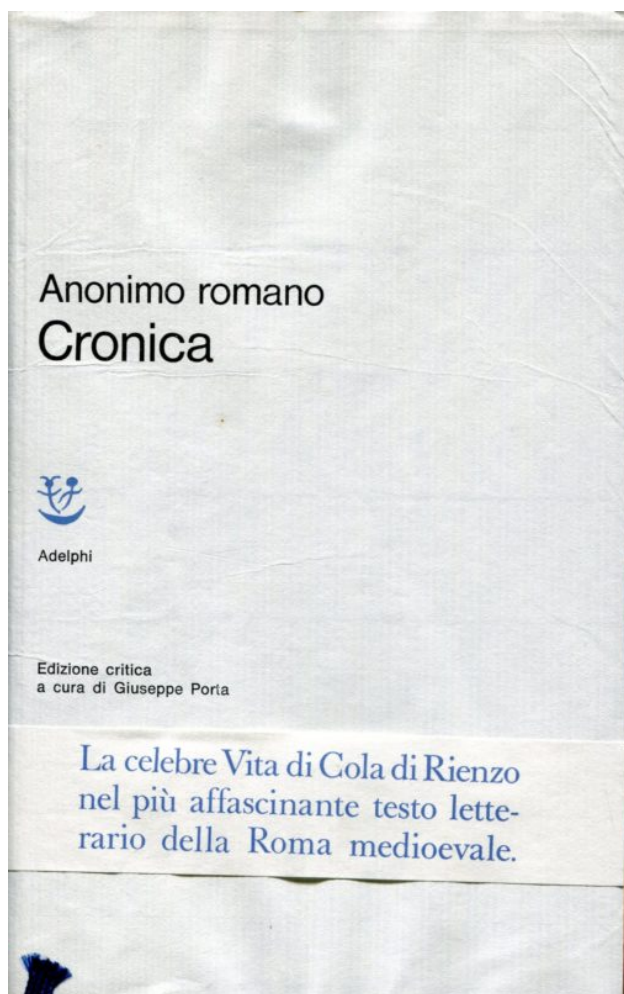 Anonimo romano
Cronica
Adelphi
Edizione critica
a cura di Giuseppe Porta
La celebre Vita di Cola di Rienzo
nel più affascinante testo lette-
rario della Roma medioevale.